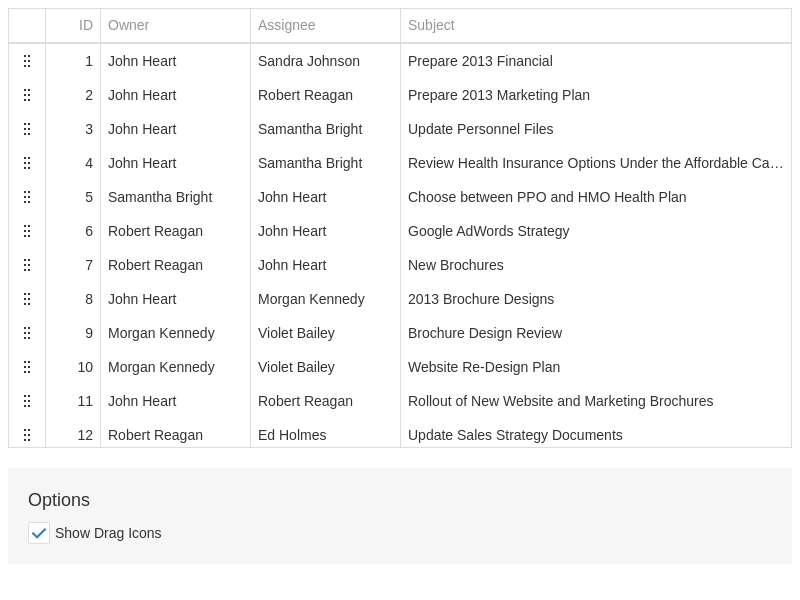 ID Owner Assignee Subject
1 John Heart Sandra Johnson Prepare 2013 Financial
2 John Heart Robert Reagan Prepare 2013 Marketing Plan
3 John Heart Samantha Bright Update Personnel Files
4 John Heart Samantha Bright Review Health Insurance Options Under the Affordable Ca…
5 Samantha Bright John Heart Choose between PPO and HMO Health Plan
6 Robert Reagan John Heart Google AdWords Strategy
7 Robert Reagan John Heart New Brochures
8 John Heart Morgan Kennedy 2013 Brochure Designs
9 Morgan Kennedy Violet Bailey Brochure Design Review
10 Morgan Kennedy Violet Bailey Website Re-Design Plan
11 John Heart Robert Reagan Rollout of New Website and Marketing Brochures
12 Robert Reagan Ed Holmes Update Sales Strategy Documents
Options
Show Drag Icons